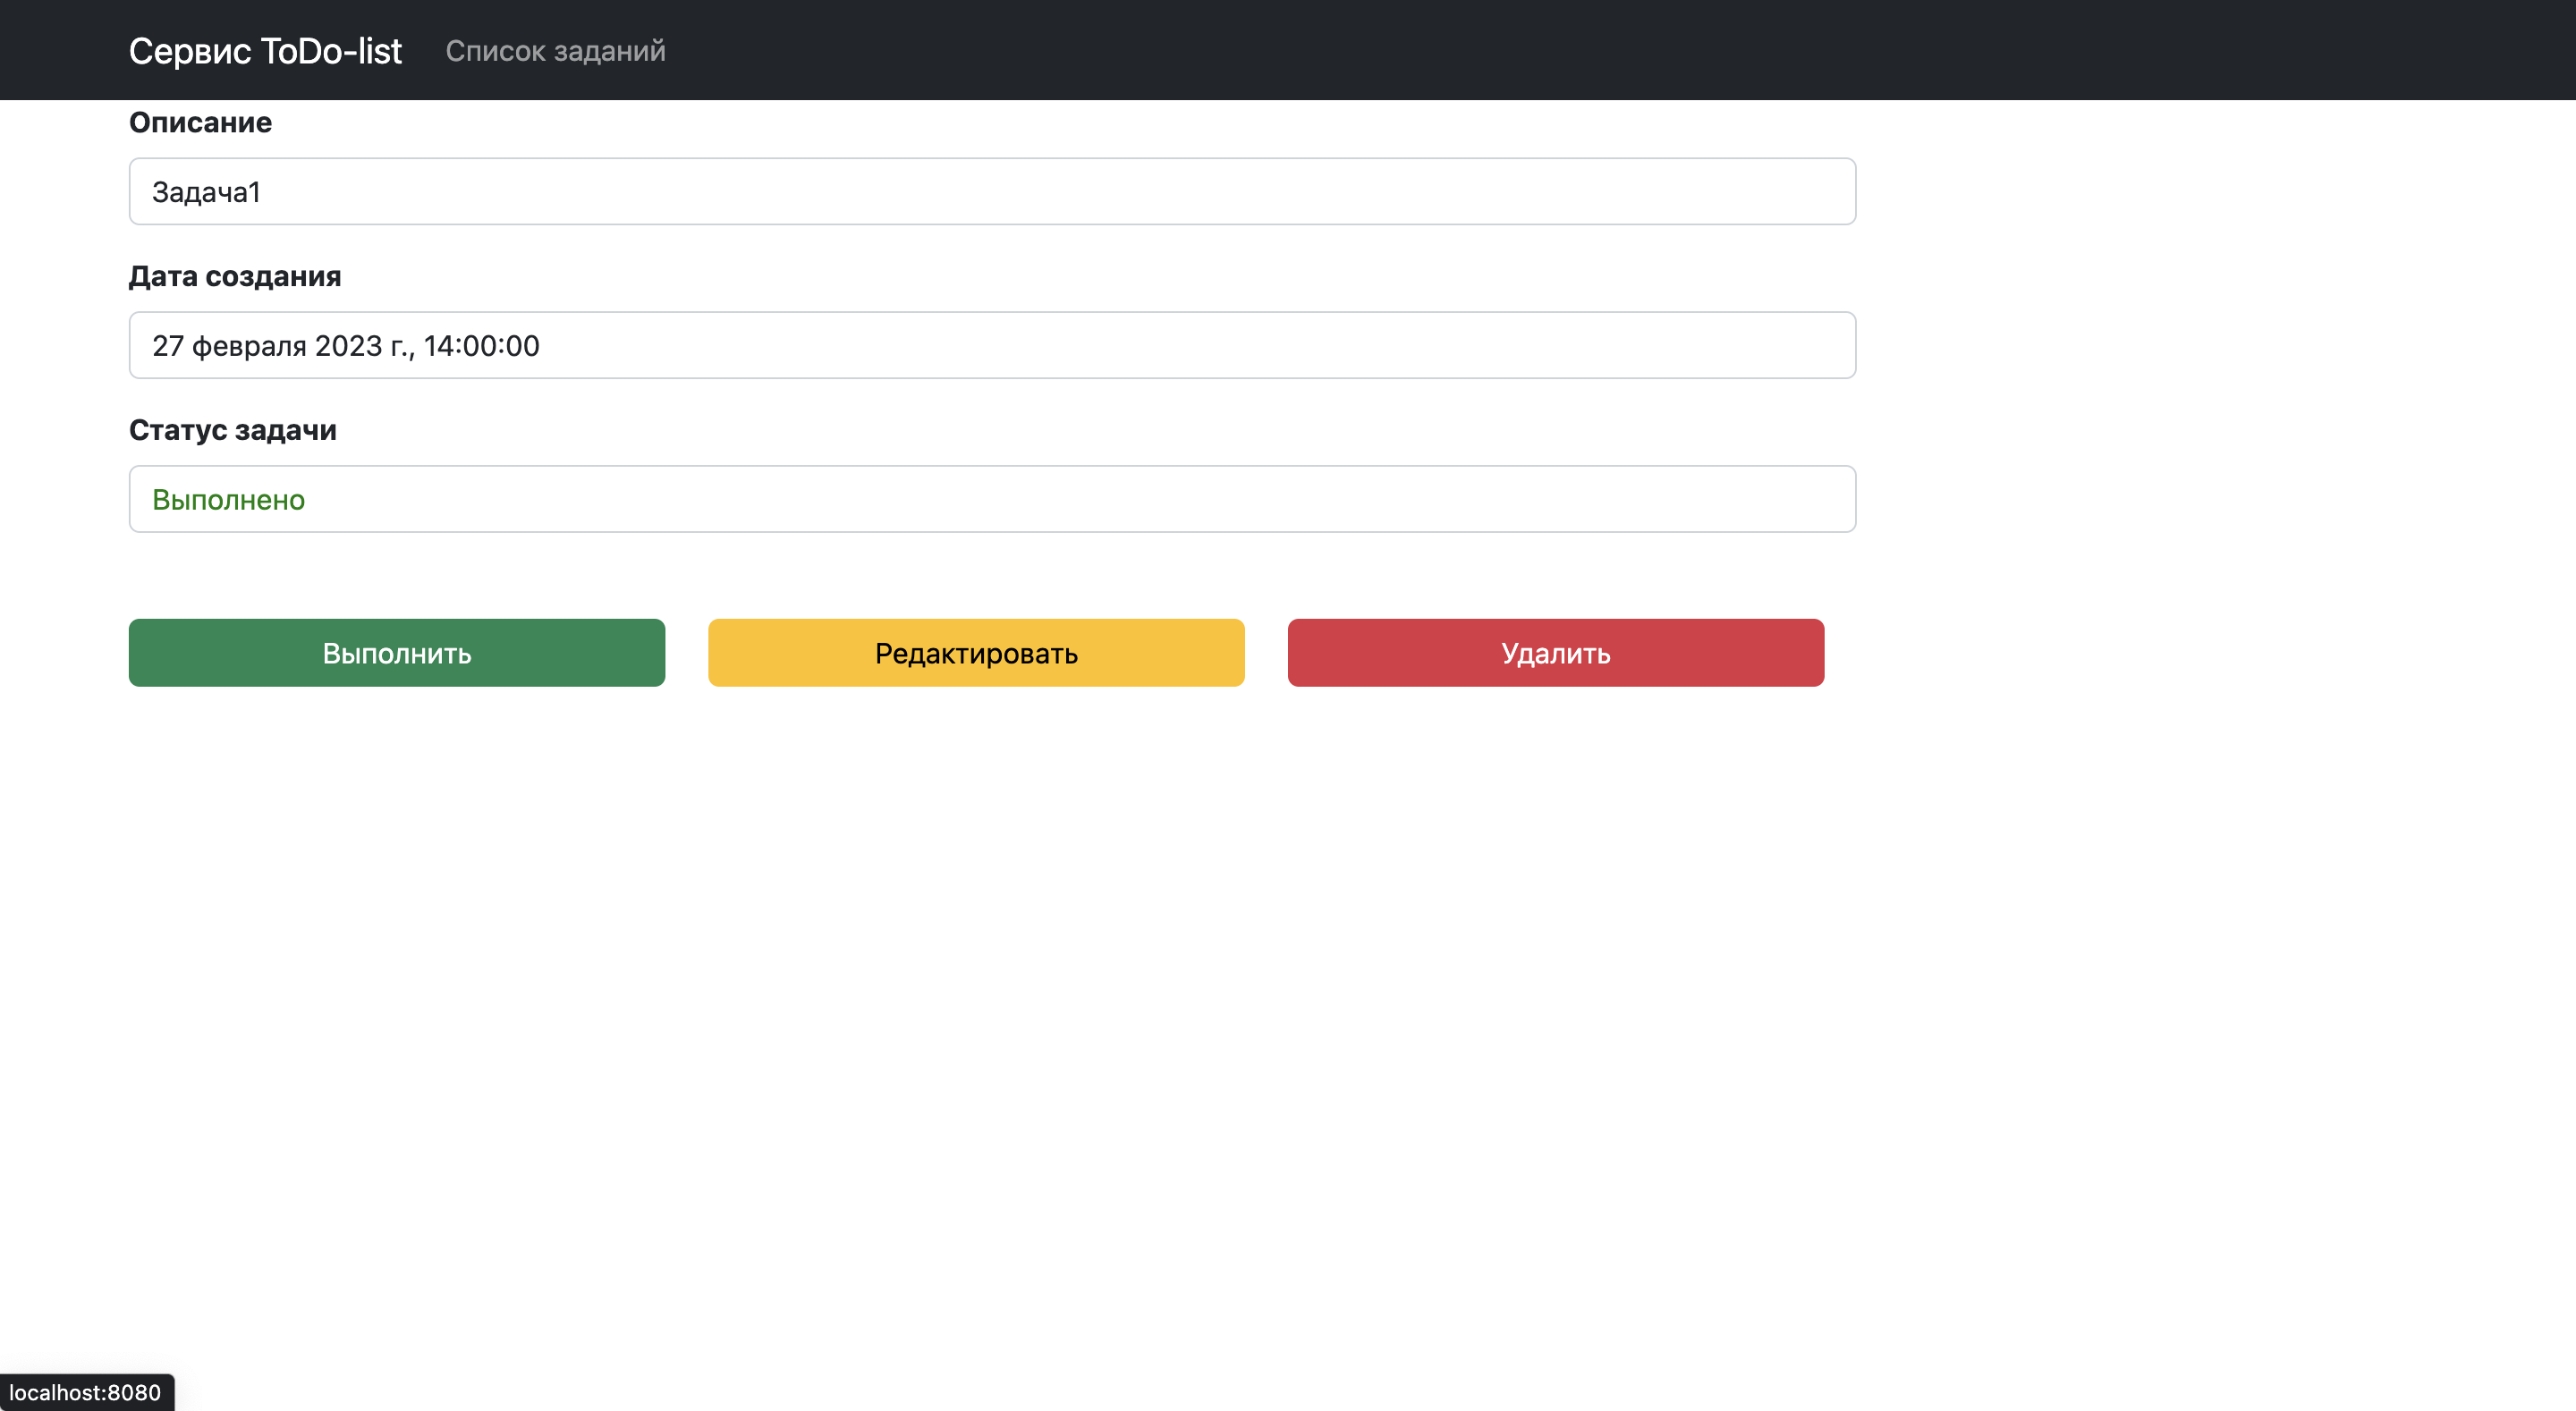 Сервис ToDo-list Список заданий
Описание
Задача1
Дата создания
27 февраля 2023 г., 14:00:00
Статус задачи
Выполнено
Выполнить Редактировать Удалить
localhost:8080